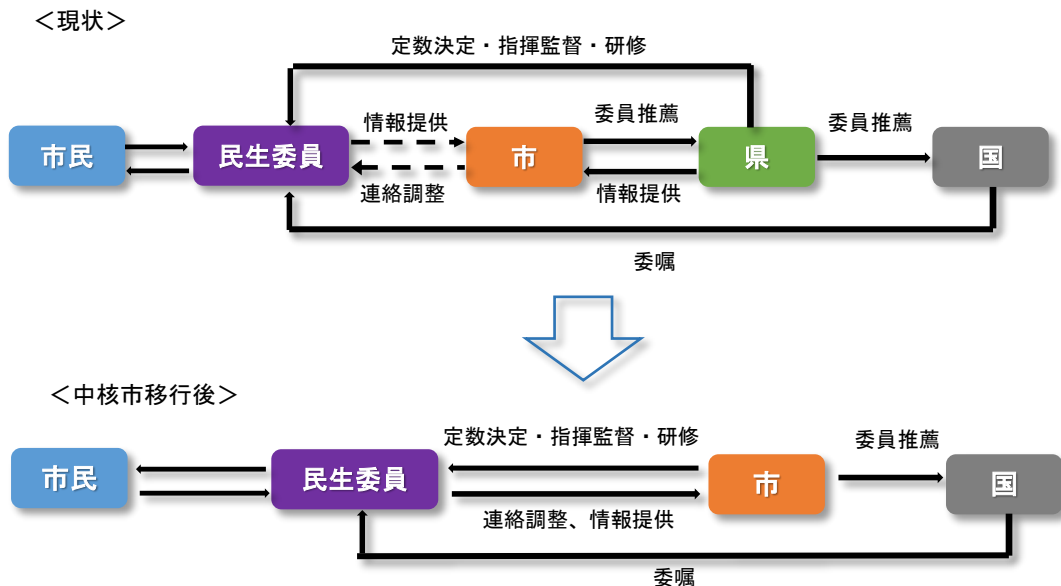 ＜現状＞
定数決定・指揮監督・研修
市民
民生委員
情報提供
連絡調整
市
委員推薦
情報提供
県
委員推薦
国
委嘱
＜中核市移行後＞
市民
民生委員
定数決定・指揮監督・研修
連絡調整、情報提供
市
委員推薦
国
委嘱